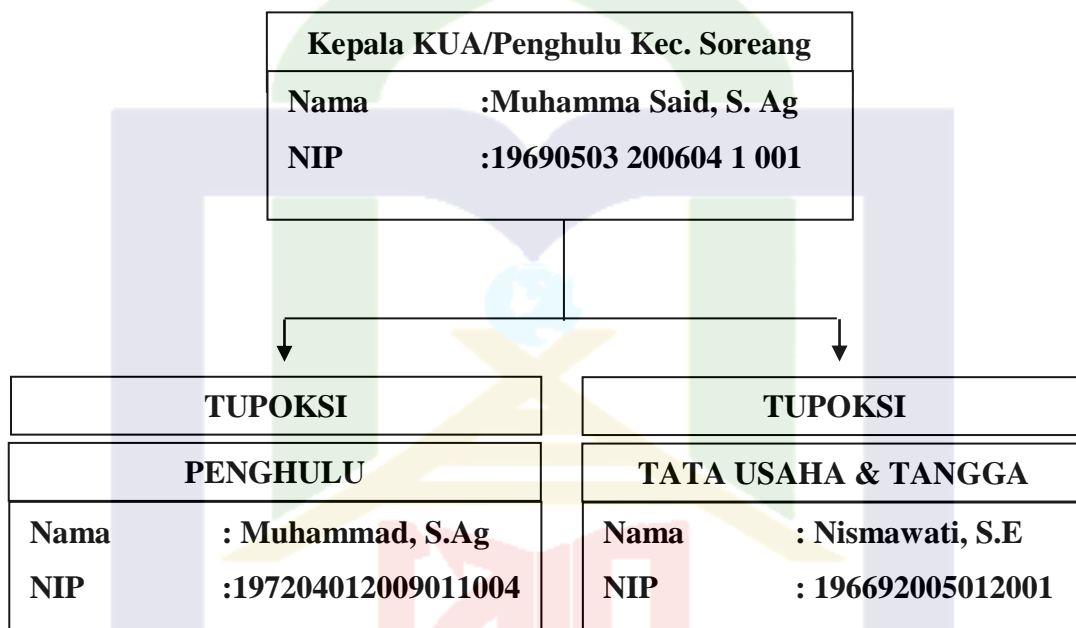 Kepala KUA/Penghulu Kec. Soreang
Nama :Muhamma Said, S. Ag
NIP :19690503 200604 1 001
TUPOKSI
PENGHULU
Nama : Muhammad, S.Ag
NIP :197204012009011004
TUPOKSI
TATA USAHA & TANGGA
Nama : Nismawati, S.E
NIP : 196692005012001